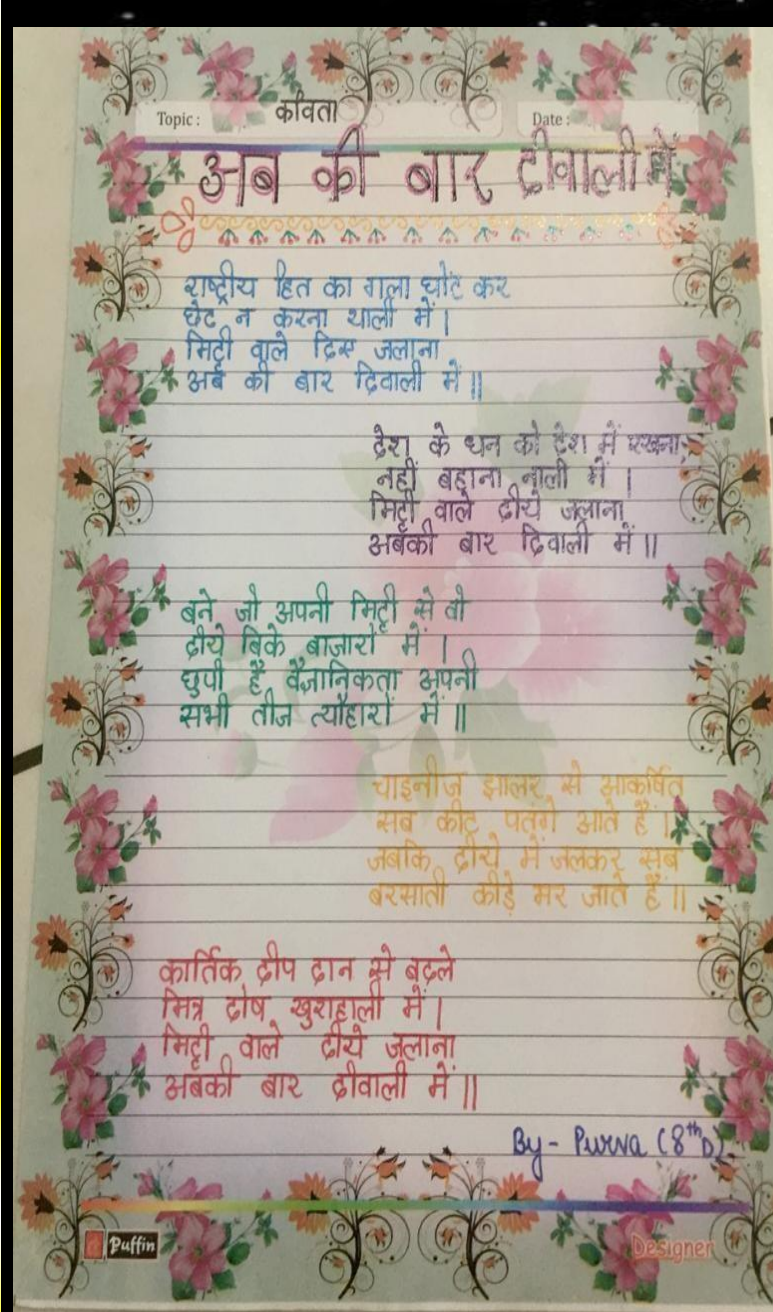 Topic : कविता
Date :
अब की बार दीवाली में
राष्ट्रीय हित का गला घोंट कर
छेद न करना थाली में |
मिट्टी वाले दिए जलाना
अब की बार दिवाली में ||
देश के धन को देश में रखना,
नहीं बहाना नाली में |
मिट्टी वाले दीये जलाना
अबकी बार दिवाली में ||
बने जो अपनी मिट्टी से वो
दीये बिके बाजारों में |
छुपी है वैज्ञानिकता अपनी
सभी तीज त्यौहारों में ||
चाइनीज झालर से आकर्षित
सब कीट पतंगे आते हैं |
जबकि दीये में जलकर सब
बरसाती कीड़े मर जाते हैं ||
कार्तिक दीप दान से बदले
मित्र दोष खुशहाली में |
मिट्टी वाले दीये जलाना
अबकी बार दीवाली में ||
By - Purva (8th D)
Puffin
Designer